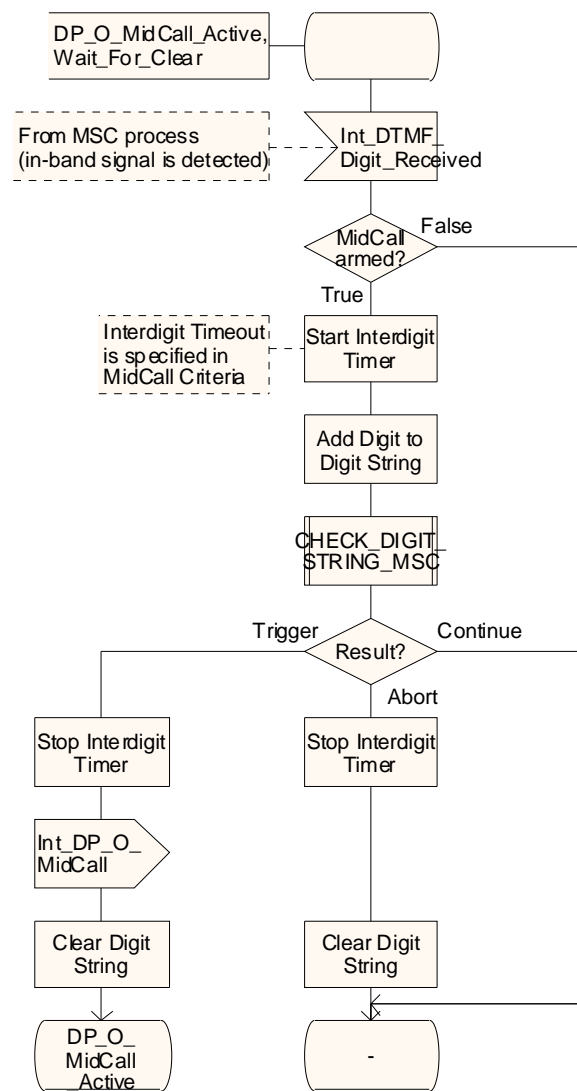 DP_O_MidCall_Active,
Wait_For_Clear
From MSC process
(in-band signal is detected)
Int_DTMF_
Digit_Received
MidCall
armed?
False
True
Interdigit Timeout
is specified in
MidCall Criteria
Start Interdigit
Timer
Add Digit to
Digit String
CHECK_DIGIT_
STRING_MSC
Trigger
Result?
Continue
Abort
Stop Interdigit
Timer
Stop Interdigit
Timer
Int_DP_O_
MidCall
Clear Digit
String
Clear Digit
String
DP_O_
MidCall
_Active
-